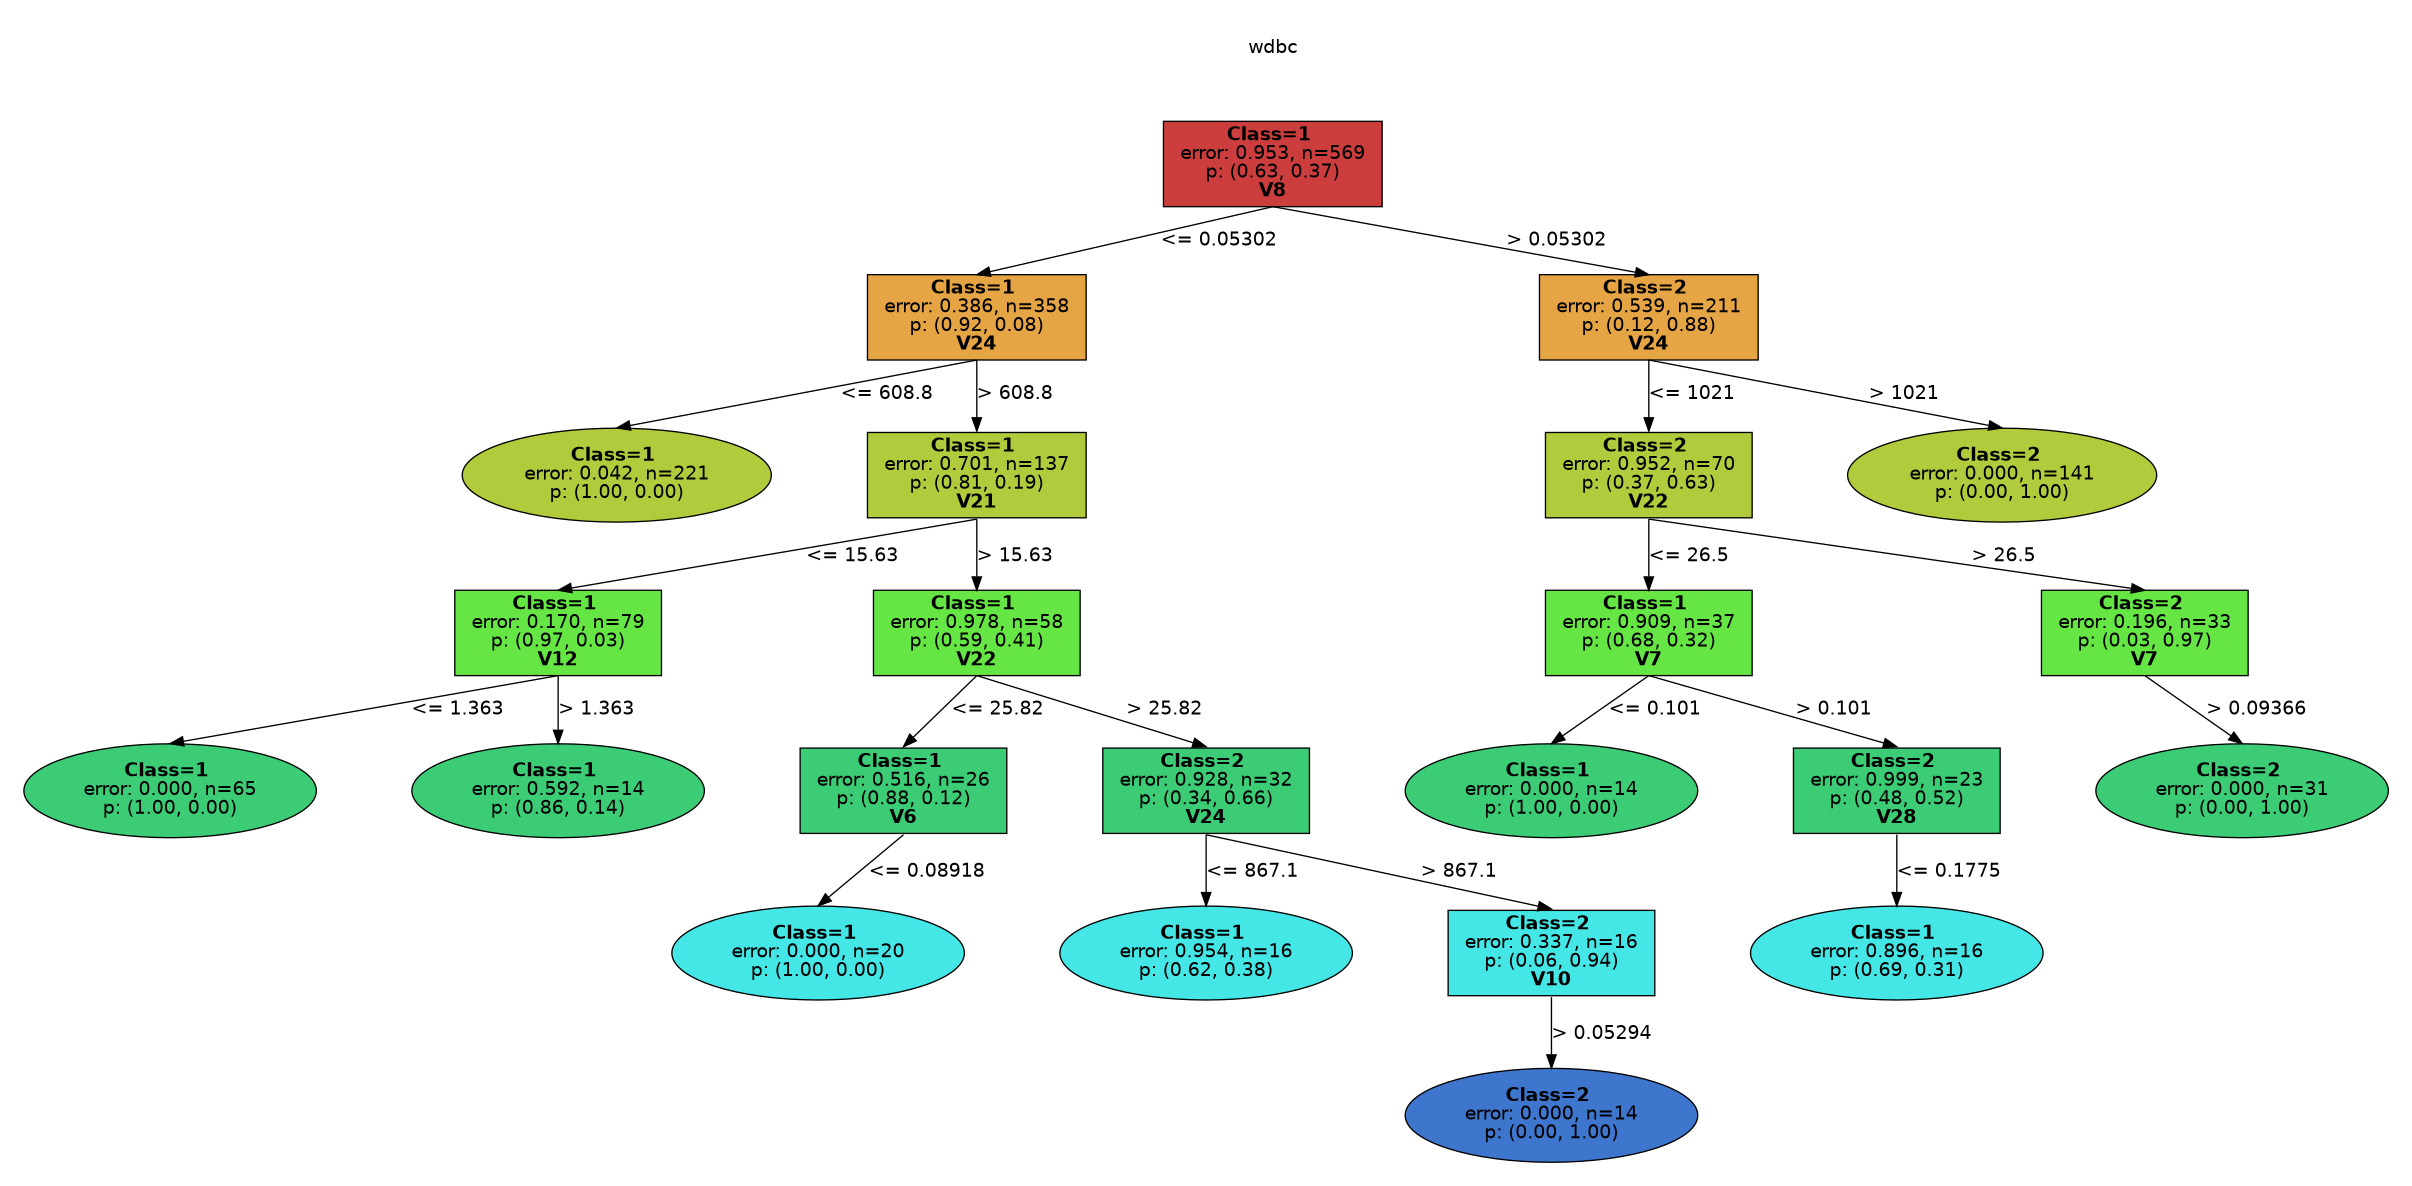 wdbc
Class=1
error: 0.953, n=569
p: (0.63, 0.37)
V8
<= 0.05302
> 0.05302
Class=1
error: 0.386, n=358
p: (0.92, 0.08)
V24
Class=2
error: 0.539, n=211
p: (0.12, 0.88)
V24
<= 608.8
> 608.8
<= 1021
> 1021
Class=1
error: 0.042, n=221
p: (1.00, 0.00)
Class=1
error: 0.701, n=137
p: (0.81, 0.19)
V21
Class=2
error: 0.952, n=70
p: (0.37, 0.63)
V22
Class=2
error: 0.000, n=141
p: (0.00, 1.00)
<= 15.63
> 15.63
<= 26.5
> 26.5
Class=1
error: 0.170, n=79
p: (0.97, 0.03)
V12
Class=1
error: 0.978, n=58
p: (0.59, 0.41)
V22
Class=1
error: 0.909, n=37
p: (0.68, 0.32)
V7
Class=2
error: 0.196, n=33
p: (0.03, 0.97)
V7
<= 1.363
> 1.363
<= 25.82
> 25.82
<= 0.101
> 0.101
> 0.09366
Class=1
error: 0.000, n=65
p: (1.00, 0.00)
Class=1
error: 0.592, n=14
p: (0.86, 0.14)
Class=1
error: 0.516, n=26
p: (0.88, 0.12)
V6
Class=2
error: 0.928, n=32
p: (0.34, 0.66)
V24
Class=1
error: 0.000, n=14
p: (1.00, 0.00)
Class=2
error: 0.999, n=23
p: (0.48, 0.52)
V28
Class=2
error: 0.000, n=31
p: (0.00, 1.00)
<= 0.08918
<= 867.1
> 867.1
<= 0.1775
Class=1
error: 0.000, n=20
p: (1.00, 0.00)
Class=1
error: 0.954, n=16
p: (0.62, 0.38)
Class=2
error: 0.337, n=16
p: (0.06, 0.94)
V10
Class=1
error: 0.896, n=16
p: (0.69, 0.31)
> 0.05294
Class=2
error: 0.000, n=14
p: (0.00, 1.00)